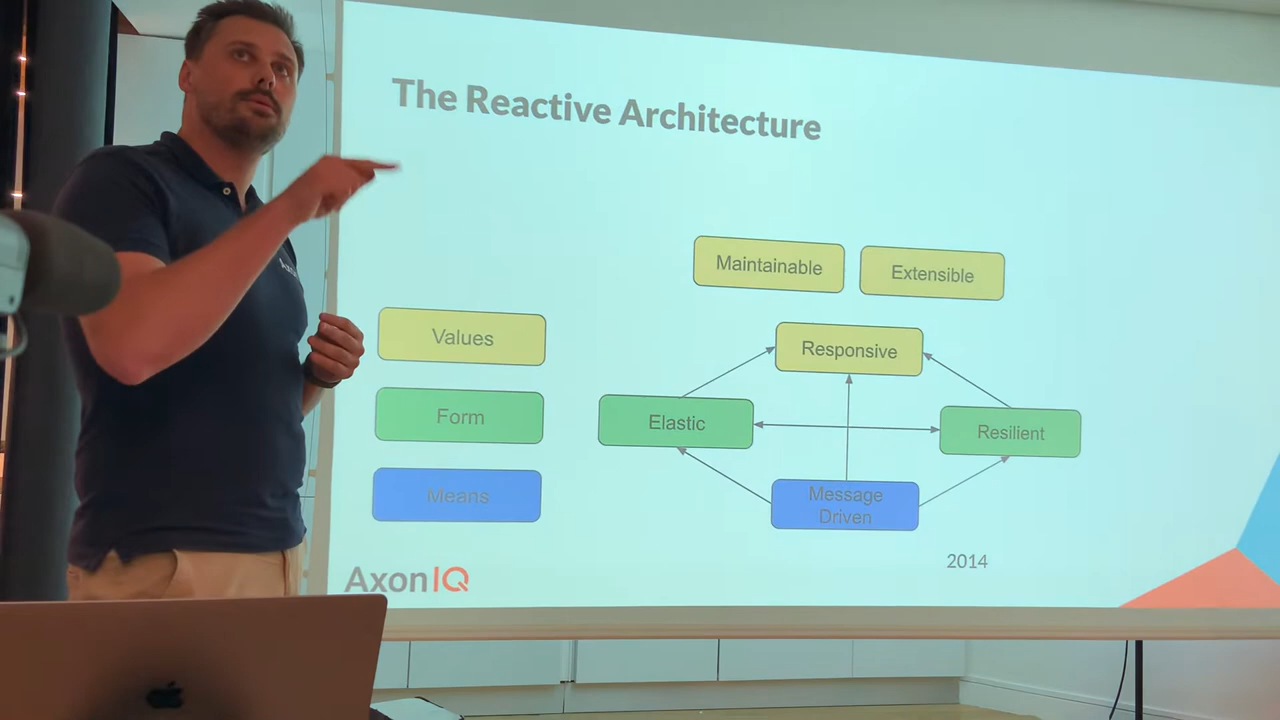 The Reactive Architecture
Maintainable
Extensible
Values
Responsive
Form
Elastic
Resilient
Means
Message
Driven
2014
AxonIQ